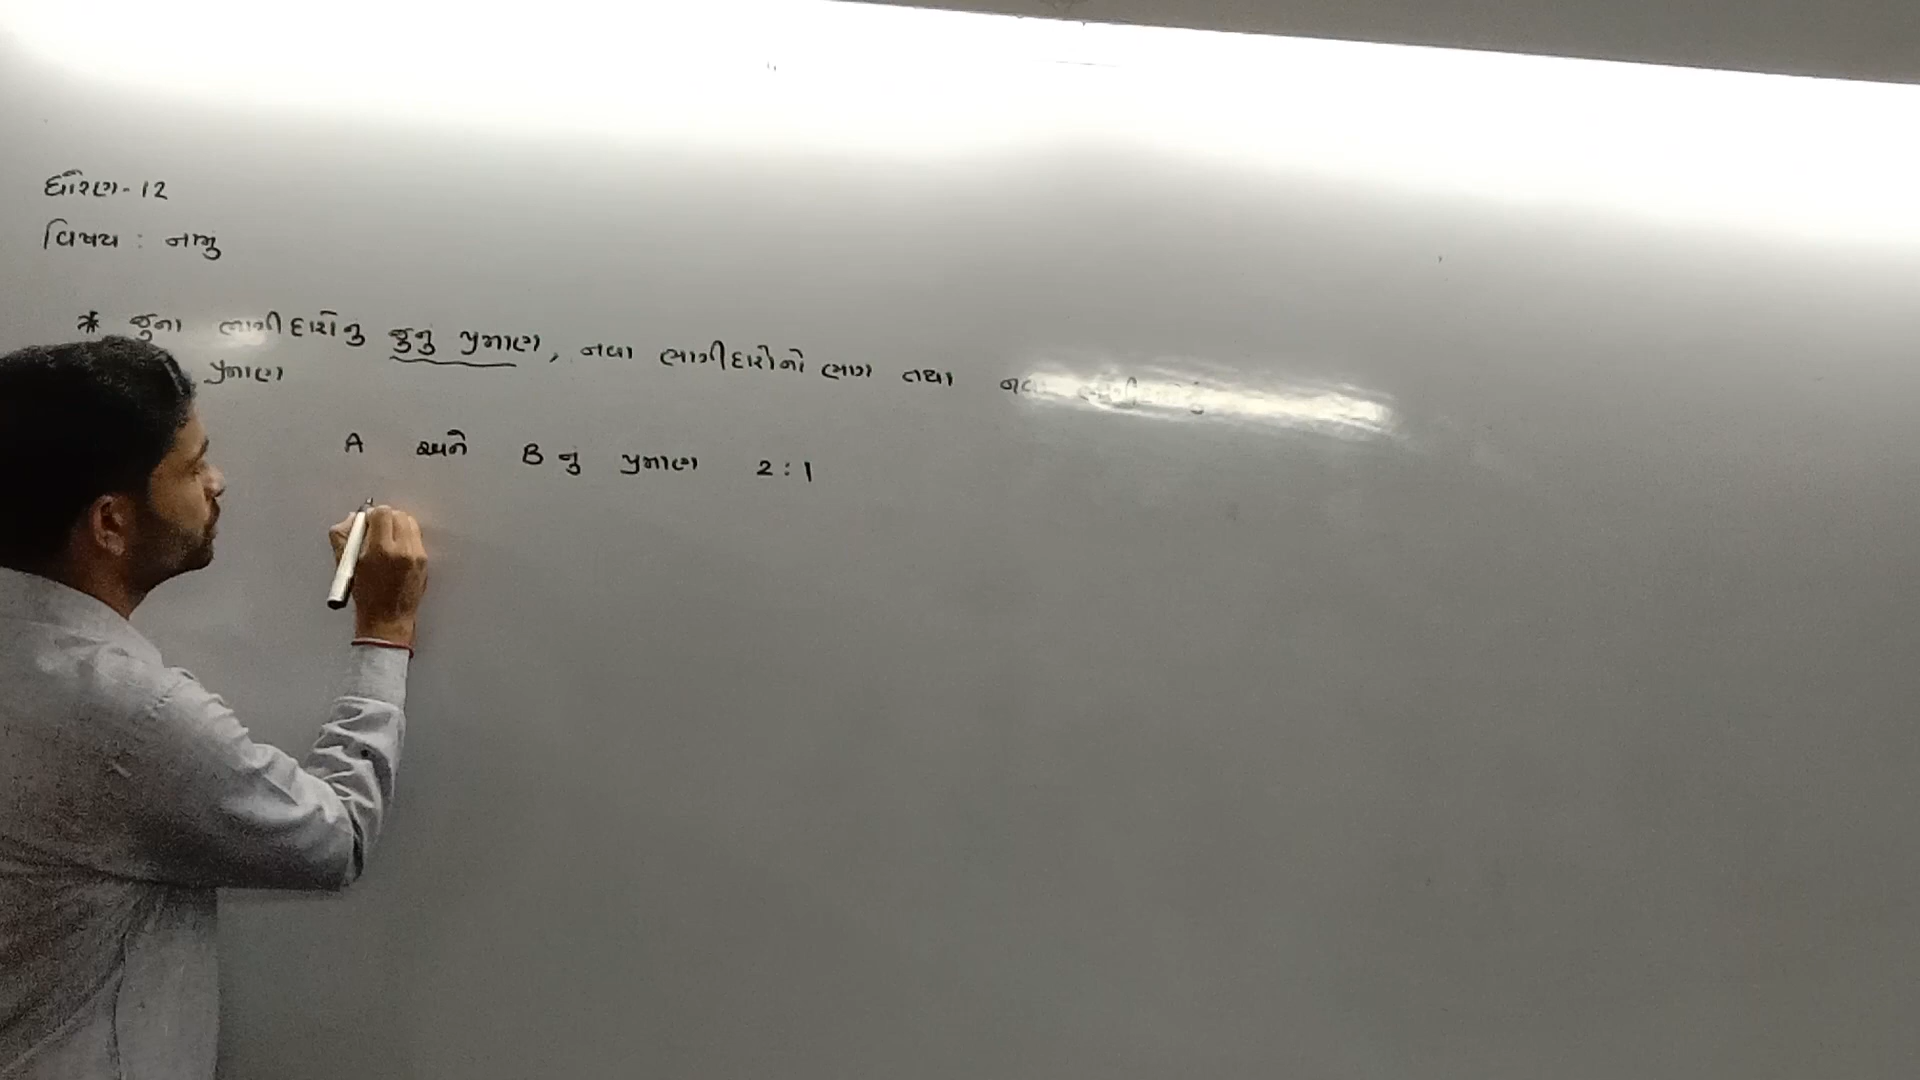 ધોરણ-12
વિષય : નામુ
* જુના ભાગીદારોનુ જુનુ પ્રમાણ, નવા ભાગીદારોનો ભાગ તથા
પ્રમાણ
A અને B નુ પ્રમાણ 2:1